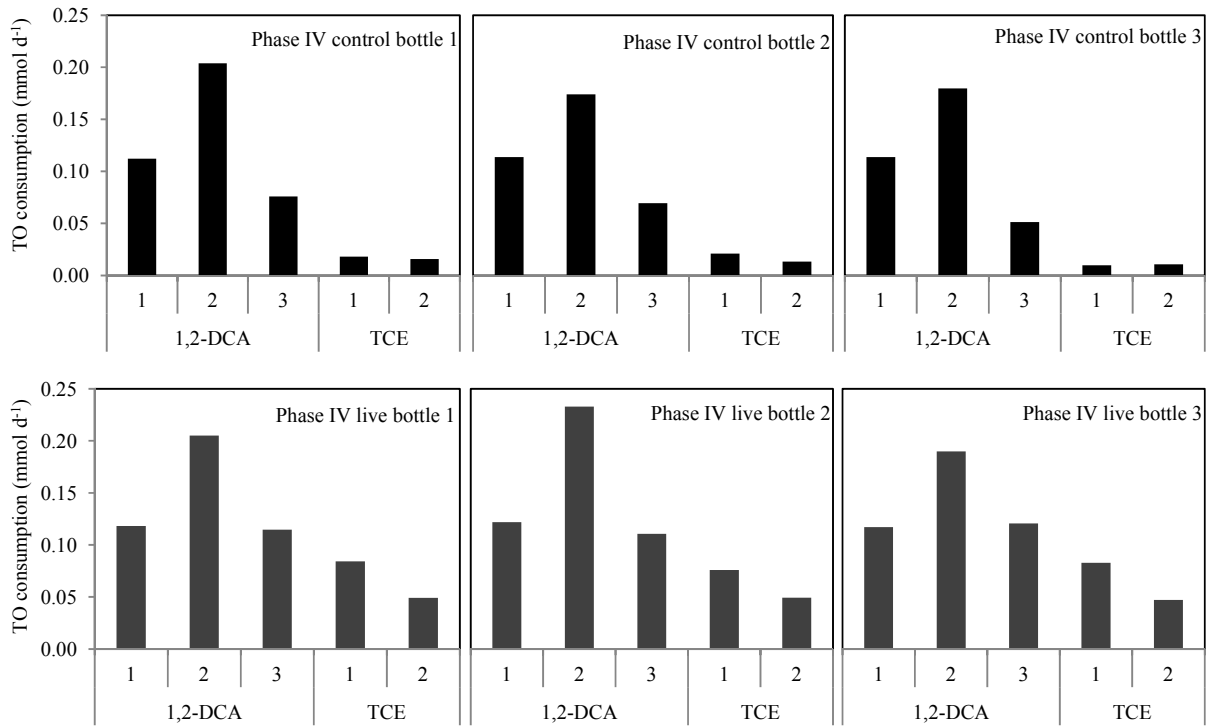 TO consumption (mmol d-1)
0.25
0.20
0.15
0.10
0.05
0.00
Phase IV control bottle 1
Phase IV control bottle 2
Phase IV control bottle 3
1 2 3 1 2 1 2 3 1 2 1 2 3 1 2
1,2-DCA TCE 1,2-DCA TCE 1,2-DCA TCE
TO consumption (mmol d-1)
0.25
0.20
0.15
0.10
0.05
0.00
Phase IV live bottle 1
Phase IV live bottle 2
Phase IV live bottle 3
1 2 3 1 2 1 2 3 1 2 1 2 3 1 2
1,2-DCA TCE 1,2-DCA TCE 1,2-DCA TCE